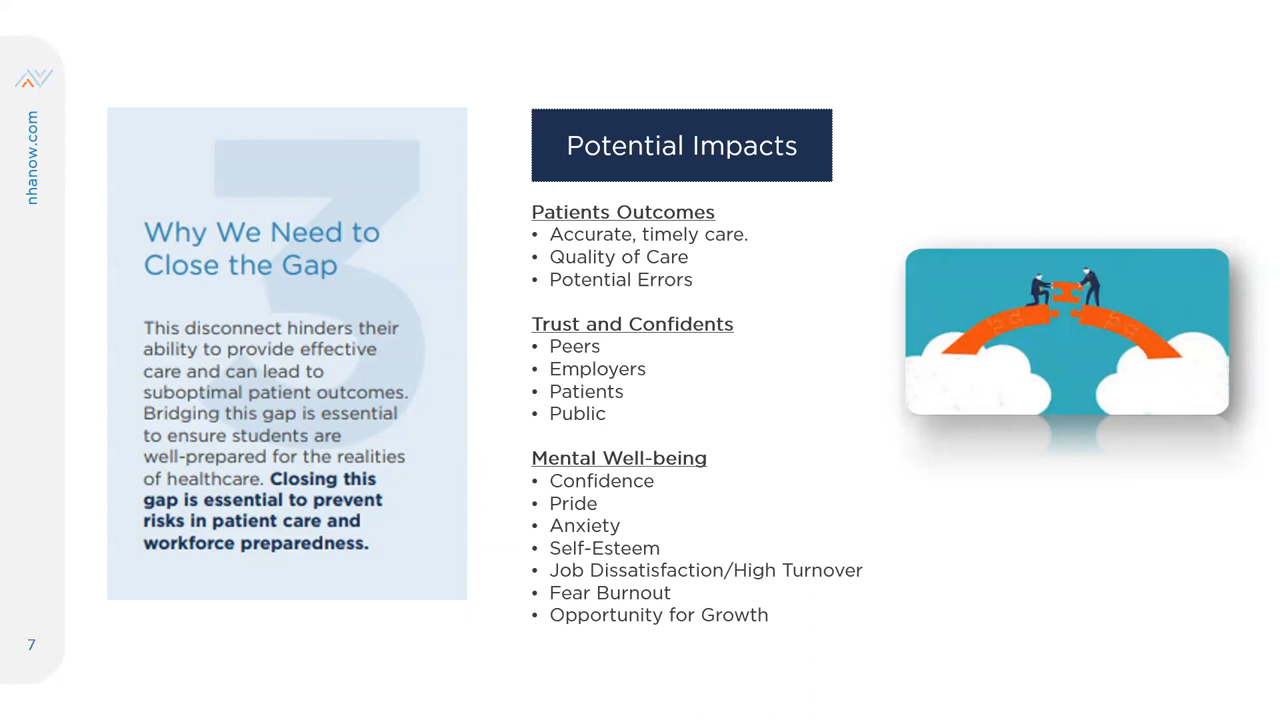 nhanow.com
7
3
Why We Need to
Close the Gap
This disconnect hinders their
ability to provide effective
care and can lead to
suboptimal patient outcomes.
Bridging this gap is essential
to ensure students are
well-prepared for the realities
of healthcare. Closing this
gap is essential to prevent
risks in patient care and
workforce preparedness.
Potential Impacts
Patients Outcomes
• Accurate, timely care.
• Quality of Care
• Potential Errors
Trust and Confidents
• Peers
• Employers
• Patients
• Public
Mental Well-being
• Confidence
• Pride
• Anxiety
• Self-Esteem
• Job Dissatisfaction/High Turnover
• Fear Burnout
• Opportunity for Growth